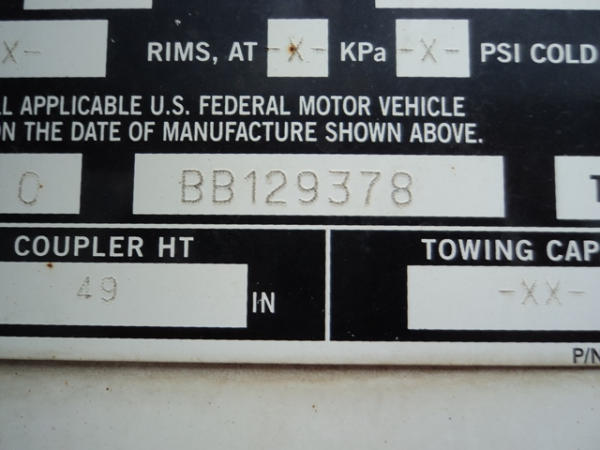 -X- RIMS, AT -X- KPa -X- PSI COLD
L APPLICABLE U.S. FEDERAL MOTOR VEHICLE
ON THE DATE OF MANUFACTURE SHOWN ABOVE.
0 BB129378 T
COUPLER HT TOWING CAP
49 IN -XX-
P/N